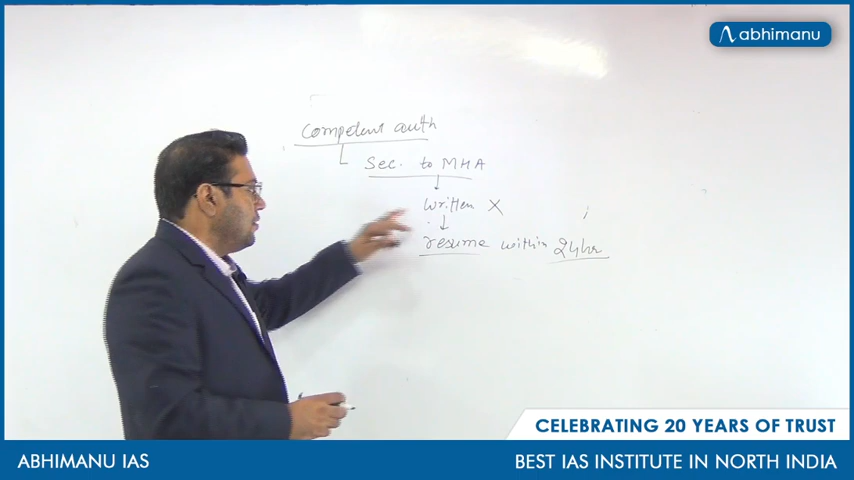 abhimanu
Competent auth
Sec. to MHA
written X
resume within 24hr
CELEBRATING 20 YEARS OF TRUST
ABHIMANU IAS
BEST IAS INSTITUTE IN NORTH INDIA